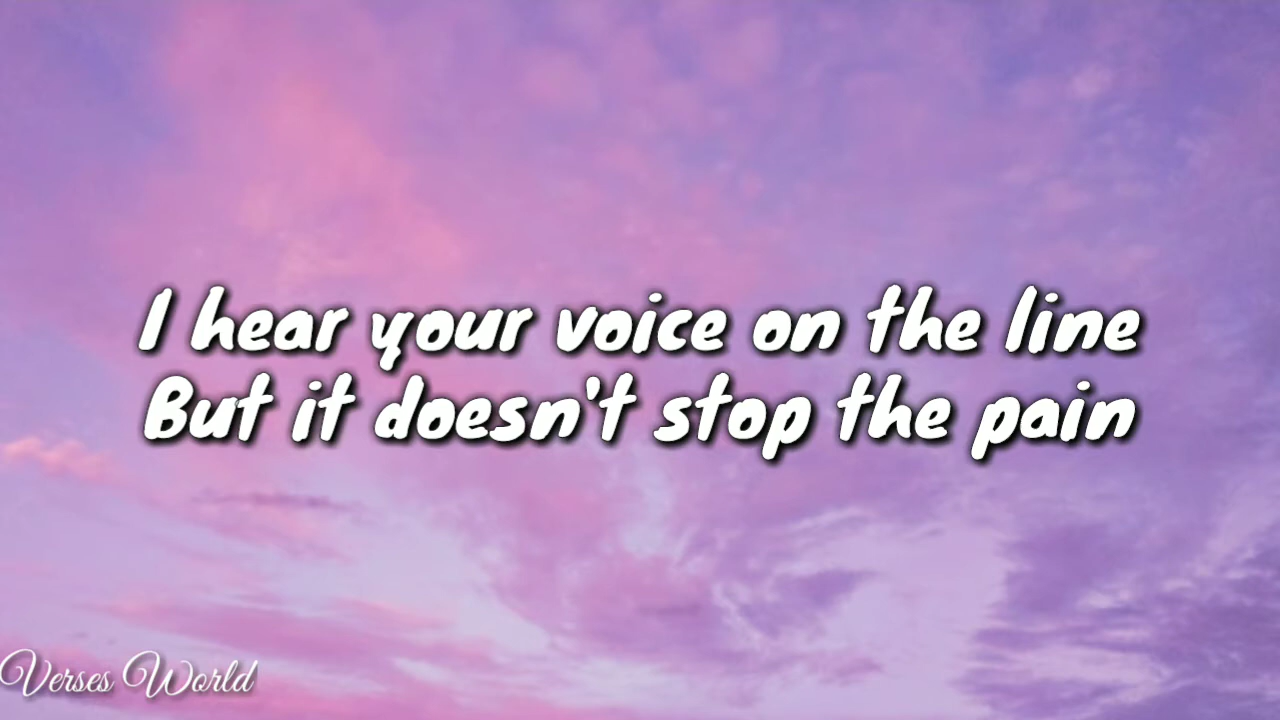 I hear your voice on the line
But it doesn't stop the pain
Verses World